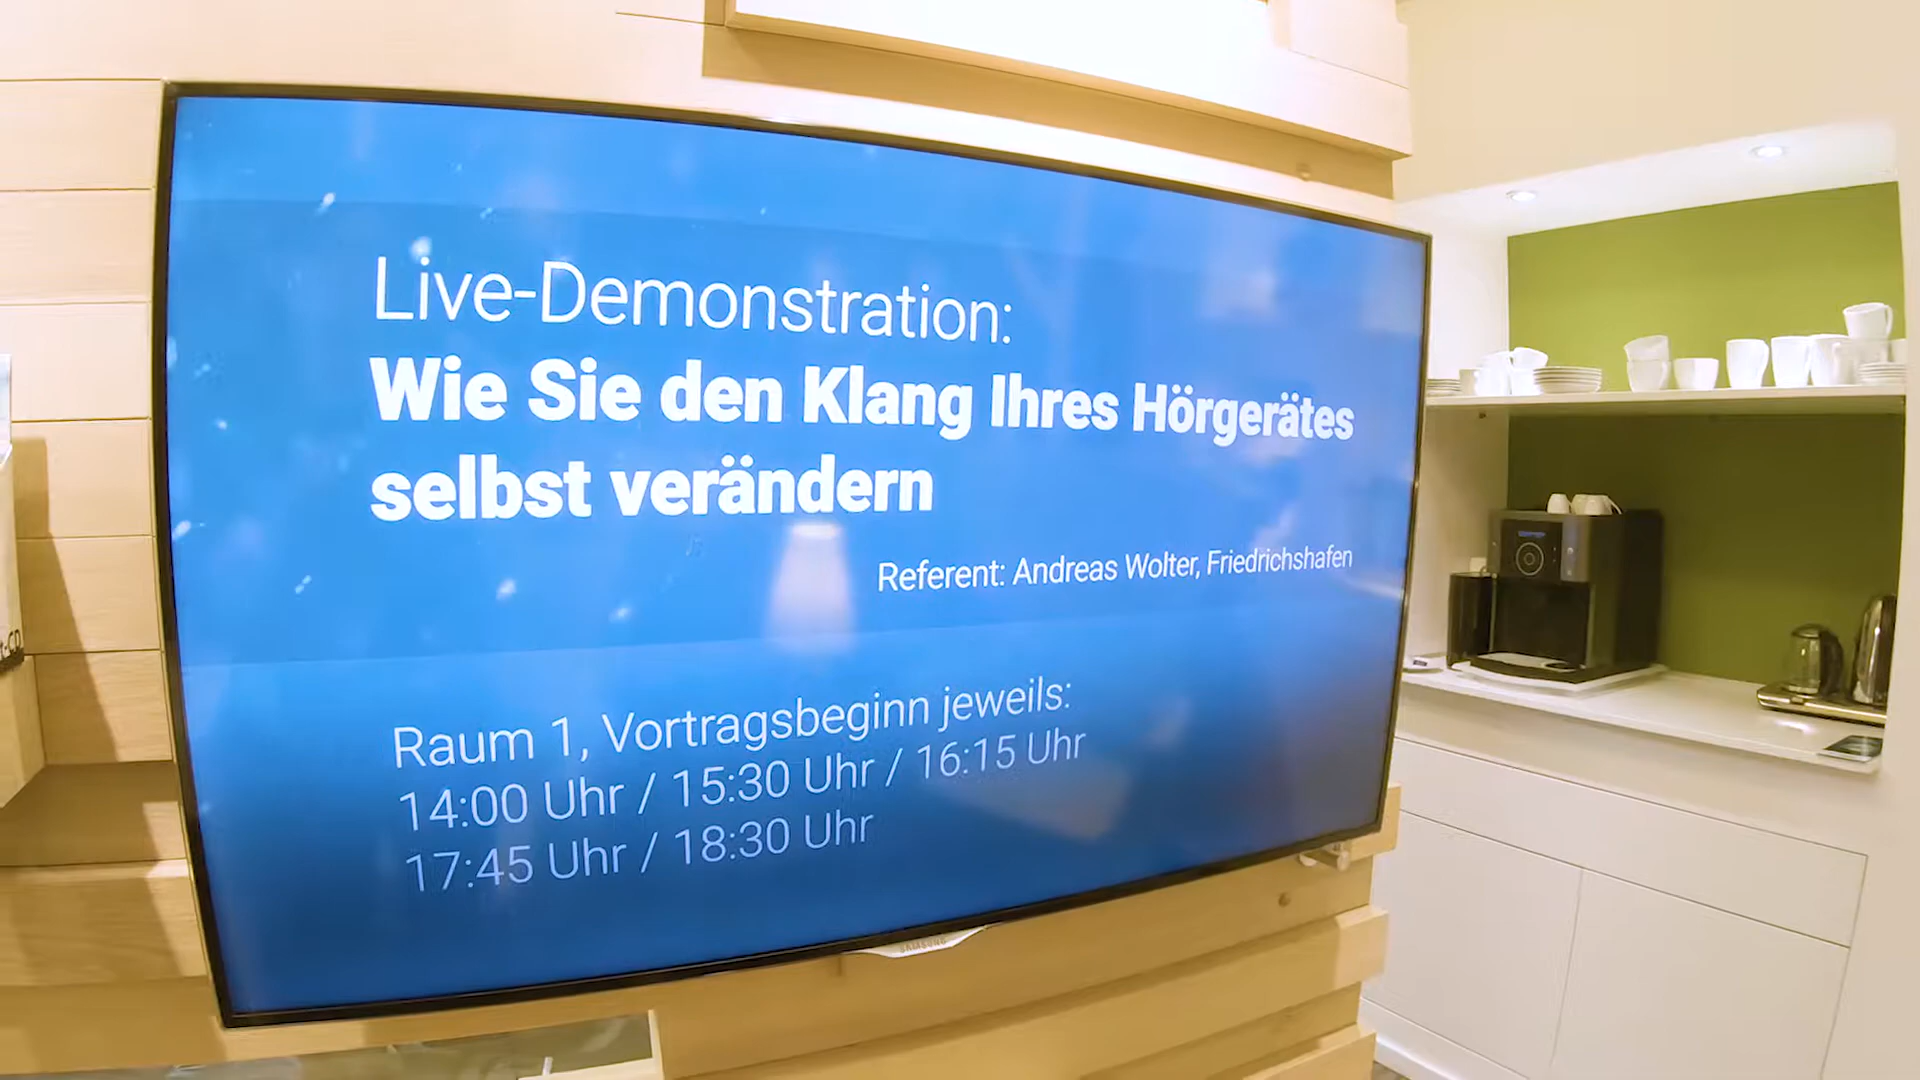 Live-Demonstration:
Wie Sie den Klang Ihres Hörgerätes
selbst verändern
Referent: Andreas Wolter, Friedrichshafen
Raum 1, Vortragsbeginn jeweils:
14:00 Uhr / 15:30 Uhr / 16:15 Uhr
17:45 Uhr / 18:30 Uhr
SAMSUNG